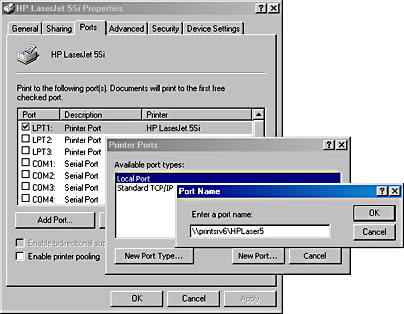 HP LaserJet 5Si Properties
General Sharing Ports Advanced Security Device Settings
HP LaserJet 5Si
Print to the following port(s). Documents will print to the first free
checked port.
Port Description Printer
LPT1: Printer Port HP LaserJet 5Si
LPT2: Printer Port
LPT3: Printer Port
COM1: Serial Port
COM2: Serial Port
COM3: Serial Port
COM4: Serial Port
Add Port...
Enable bidirectional
Enable printer pooling
OK Cancel Apply
Printer Ports
Available port types:
Local Port
Standard TCP/IP
New Port Type... New Port... Cancel
Port Name
Enter a port name:
\\printsrv6\HPLaser5
OK
Cancel